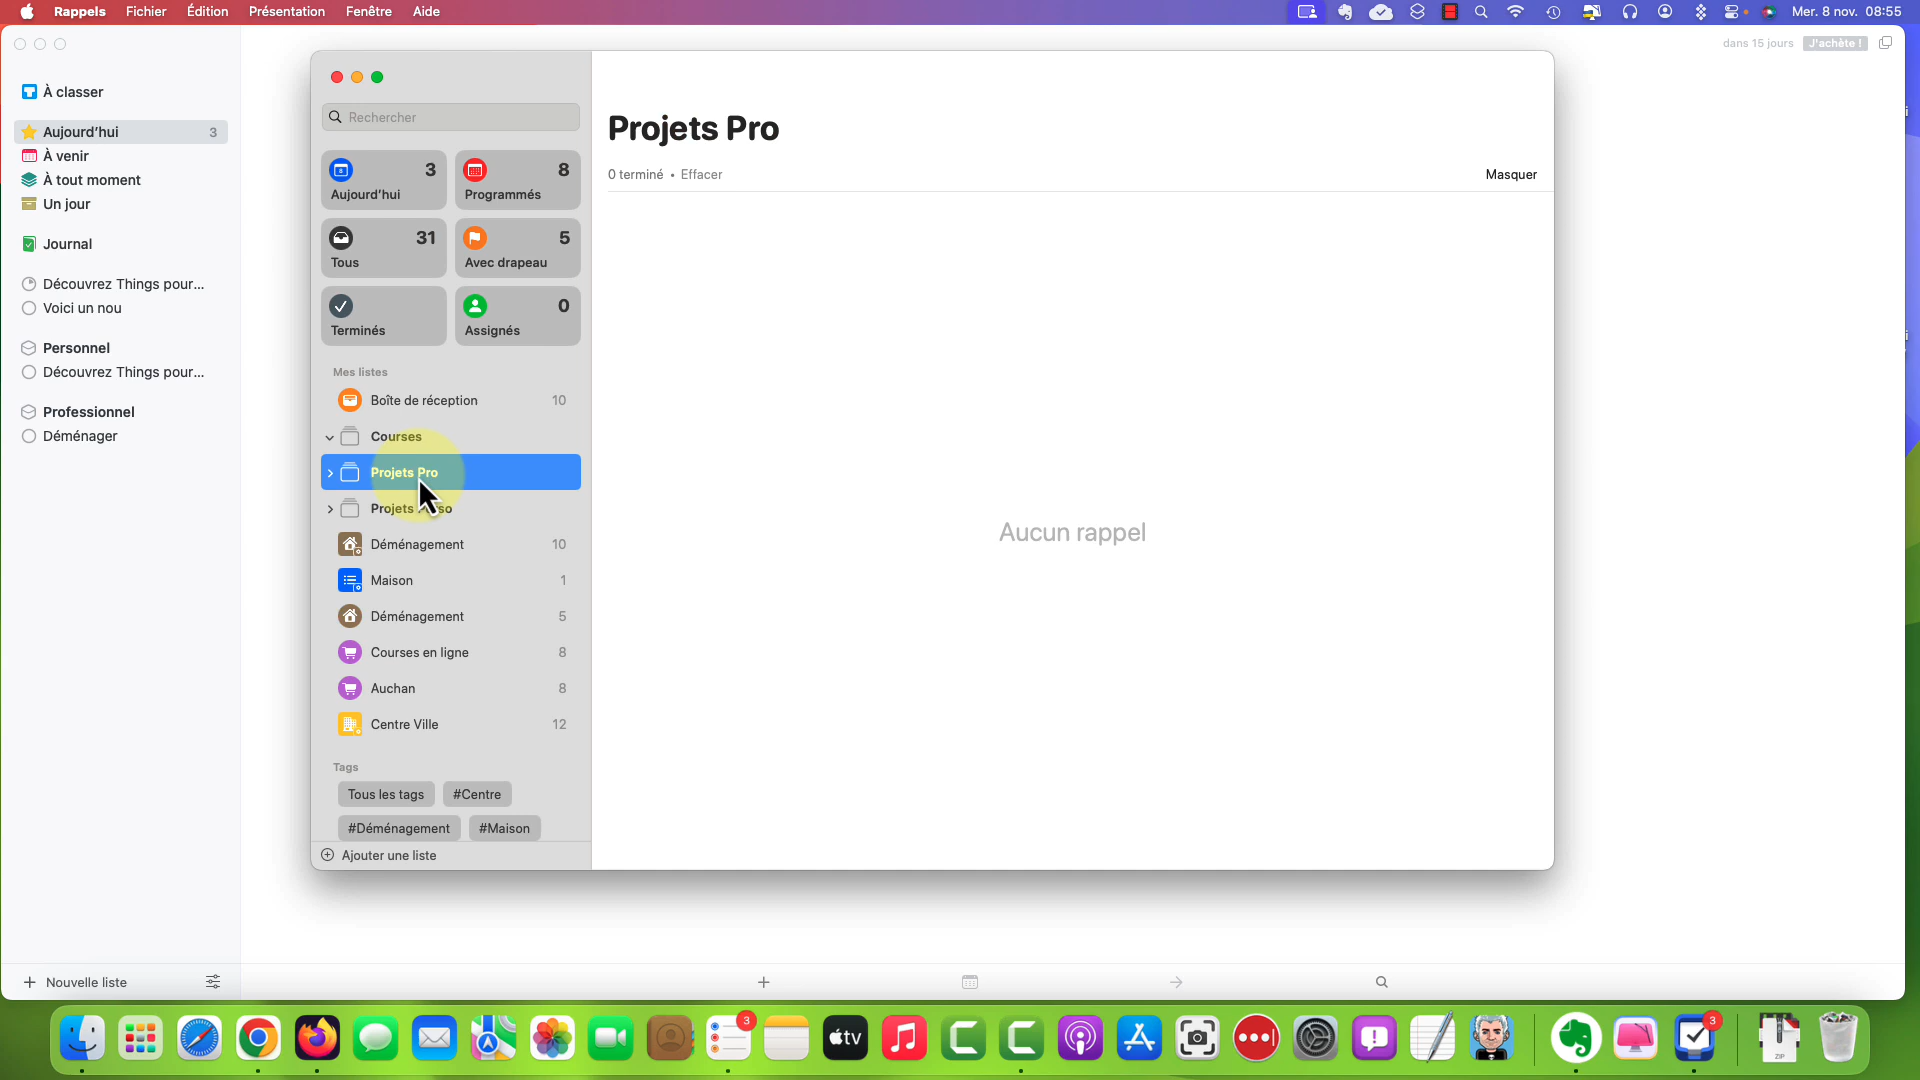 Rappels Fichier Édition Présentation Fenêtre Aide Mer. 8 nov. 08:55
dans 15 jours J'achète !
À classer
Aujourd'hui 3
À venir
À tout moment
Un jour
Journal
Découvrez Things pour...
Voici un nou
Personnel
Découvrez Things pour...
Professionnel
Déménager
Nouvelle liste
Rechercher
3 Aujourd'hui
8 Programmés
31 Tous
5 Avec drapeau
Terminés
0 Assignés
Mes listes
Boîte de réception 10
Courses
Projets Pro
Projets
Déménagement 10
Maison 1
Déménagement 5
Courses en ligne 8
Auchan 8
Centre Ville 12
Tags
Tous les tags #Centre
#Déménagement #Maison
Ajouter une liste
Projets Pro
0 terminé • Effacer Masquer
Aucun rappel
3
tv
3
ZIP